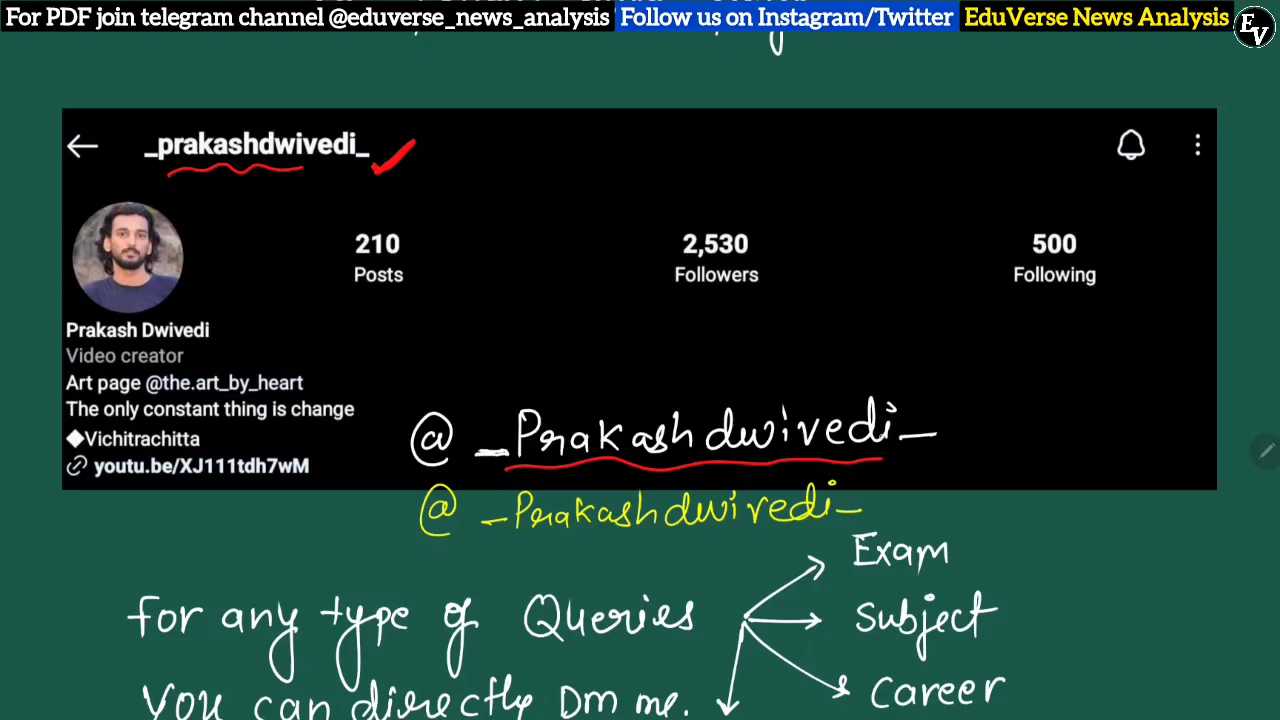 For PDF join telegram channel @eduverse_news_analysis Follow us on Instagram/Twitter EduVerse News Analysis EV
_prakashdwivedi_
210 2,530 500
Posts Followers Following
Prakash Dwivedi
Video creator
Art page @the.art_by_heart
The only constant thing is change
◆Vichitrachitta
youtu.be/XJ111tdh7wM
@ _Prakashdwivedi_
@ _Prakashdwivedi_
Exam
for any type of Queries Subject
You can directly Dm me. Career